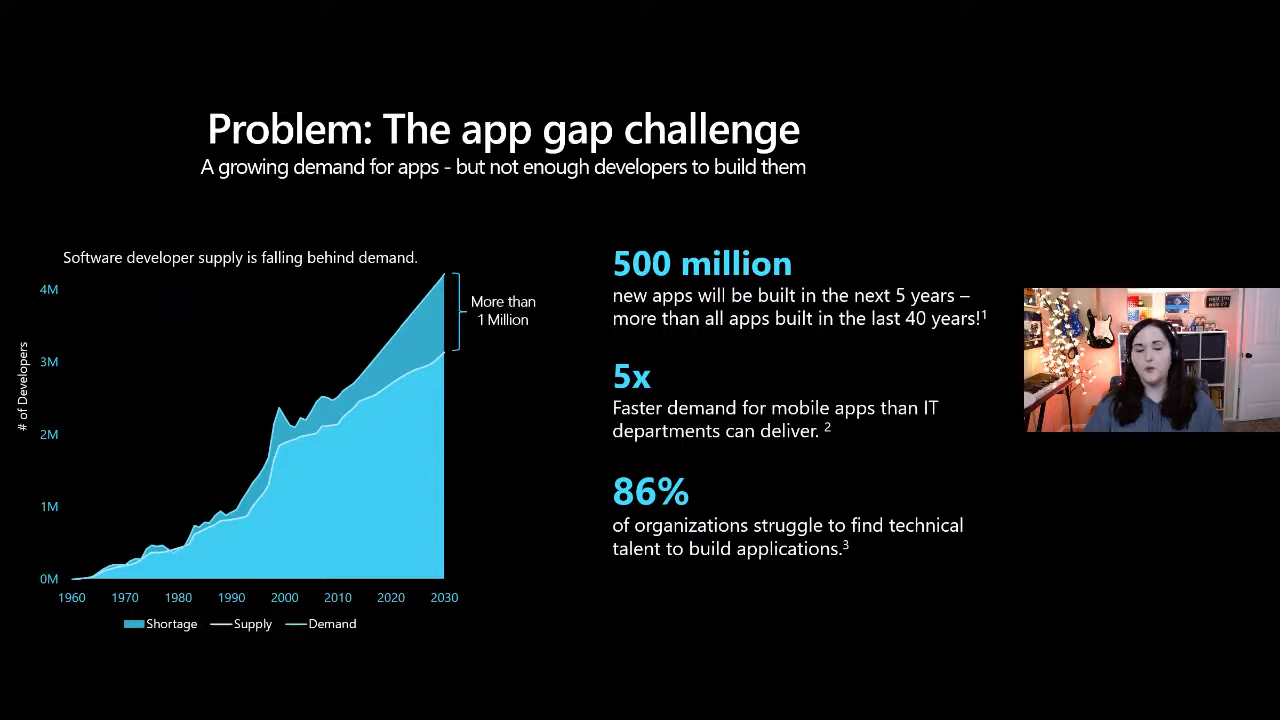 Problem: The app gap challenge
A growing demand for apps - but not enough developers to build them
Software developer supply is falling behind demand.
# of Developers
4M
3M
2M
1M
0M
1960 1970 1980 1990 2000 2010 2020 2030
Shortage Supply Demand
More than
1 Million
500 million
new apps will be built in the next 5 years –
more than all apps built in the last 40 years!¹
5x
Faster demand for mobile apps than IT
departments can deliver. ²
86%
of organizations struggle to find technical
talent to build applications.³